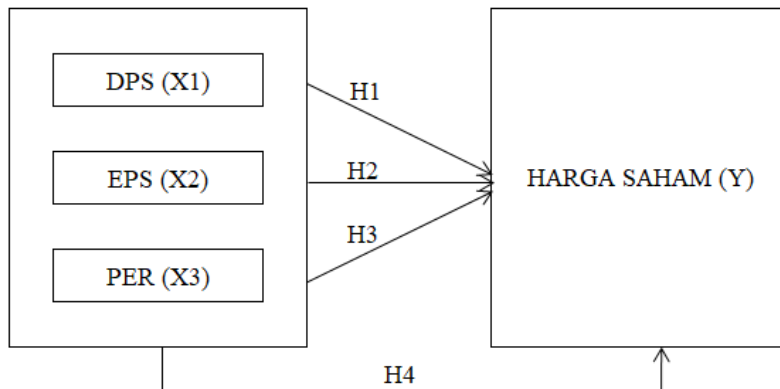 DPS (X1)
H1
EPS (X2)
H2
HARGA SAHAM (Y)
H3
PER (X3)
H4